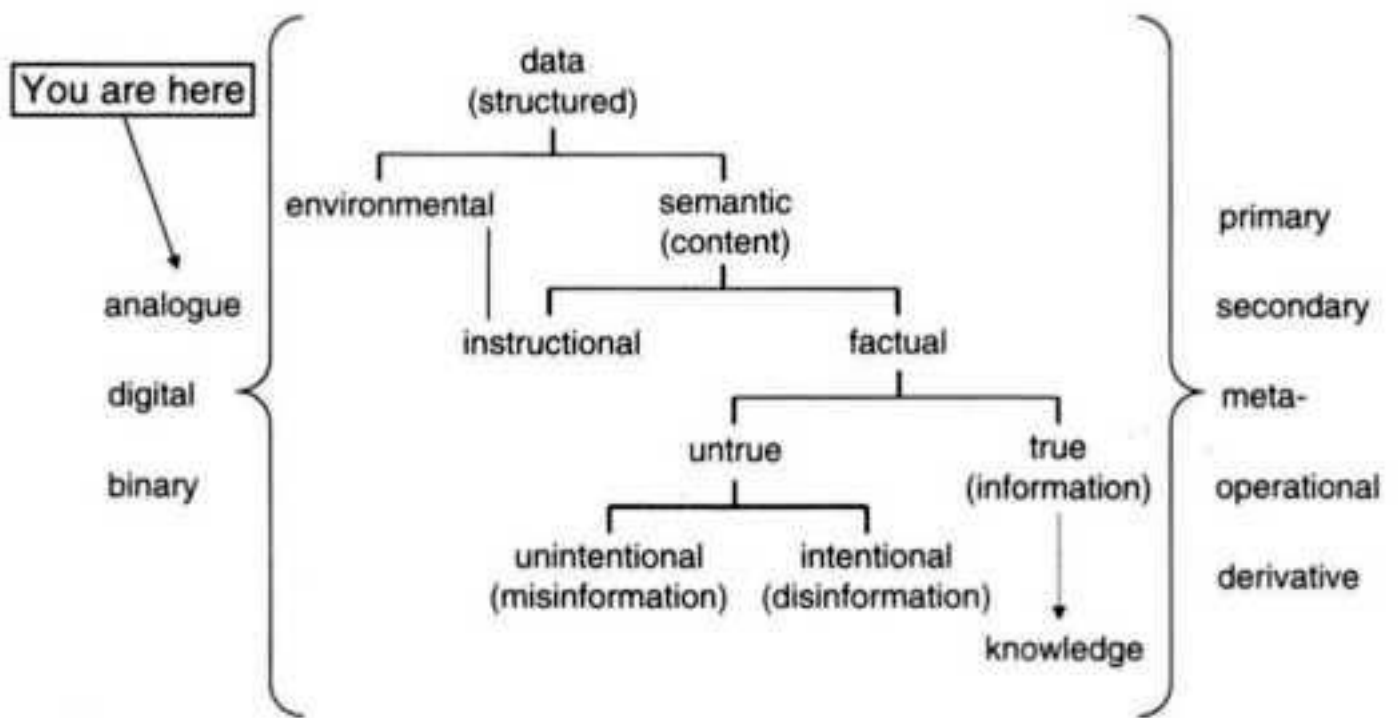 You are here
data
(structured)
environmental
semantic
(content)
instructional
factual
untrue
true
(information)
unintentional
(misinformation)
intentional
(disinformation)
knowledge
analogue
digital
binary
primary
secondary
meta-
operational
derivative